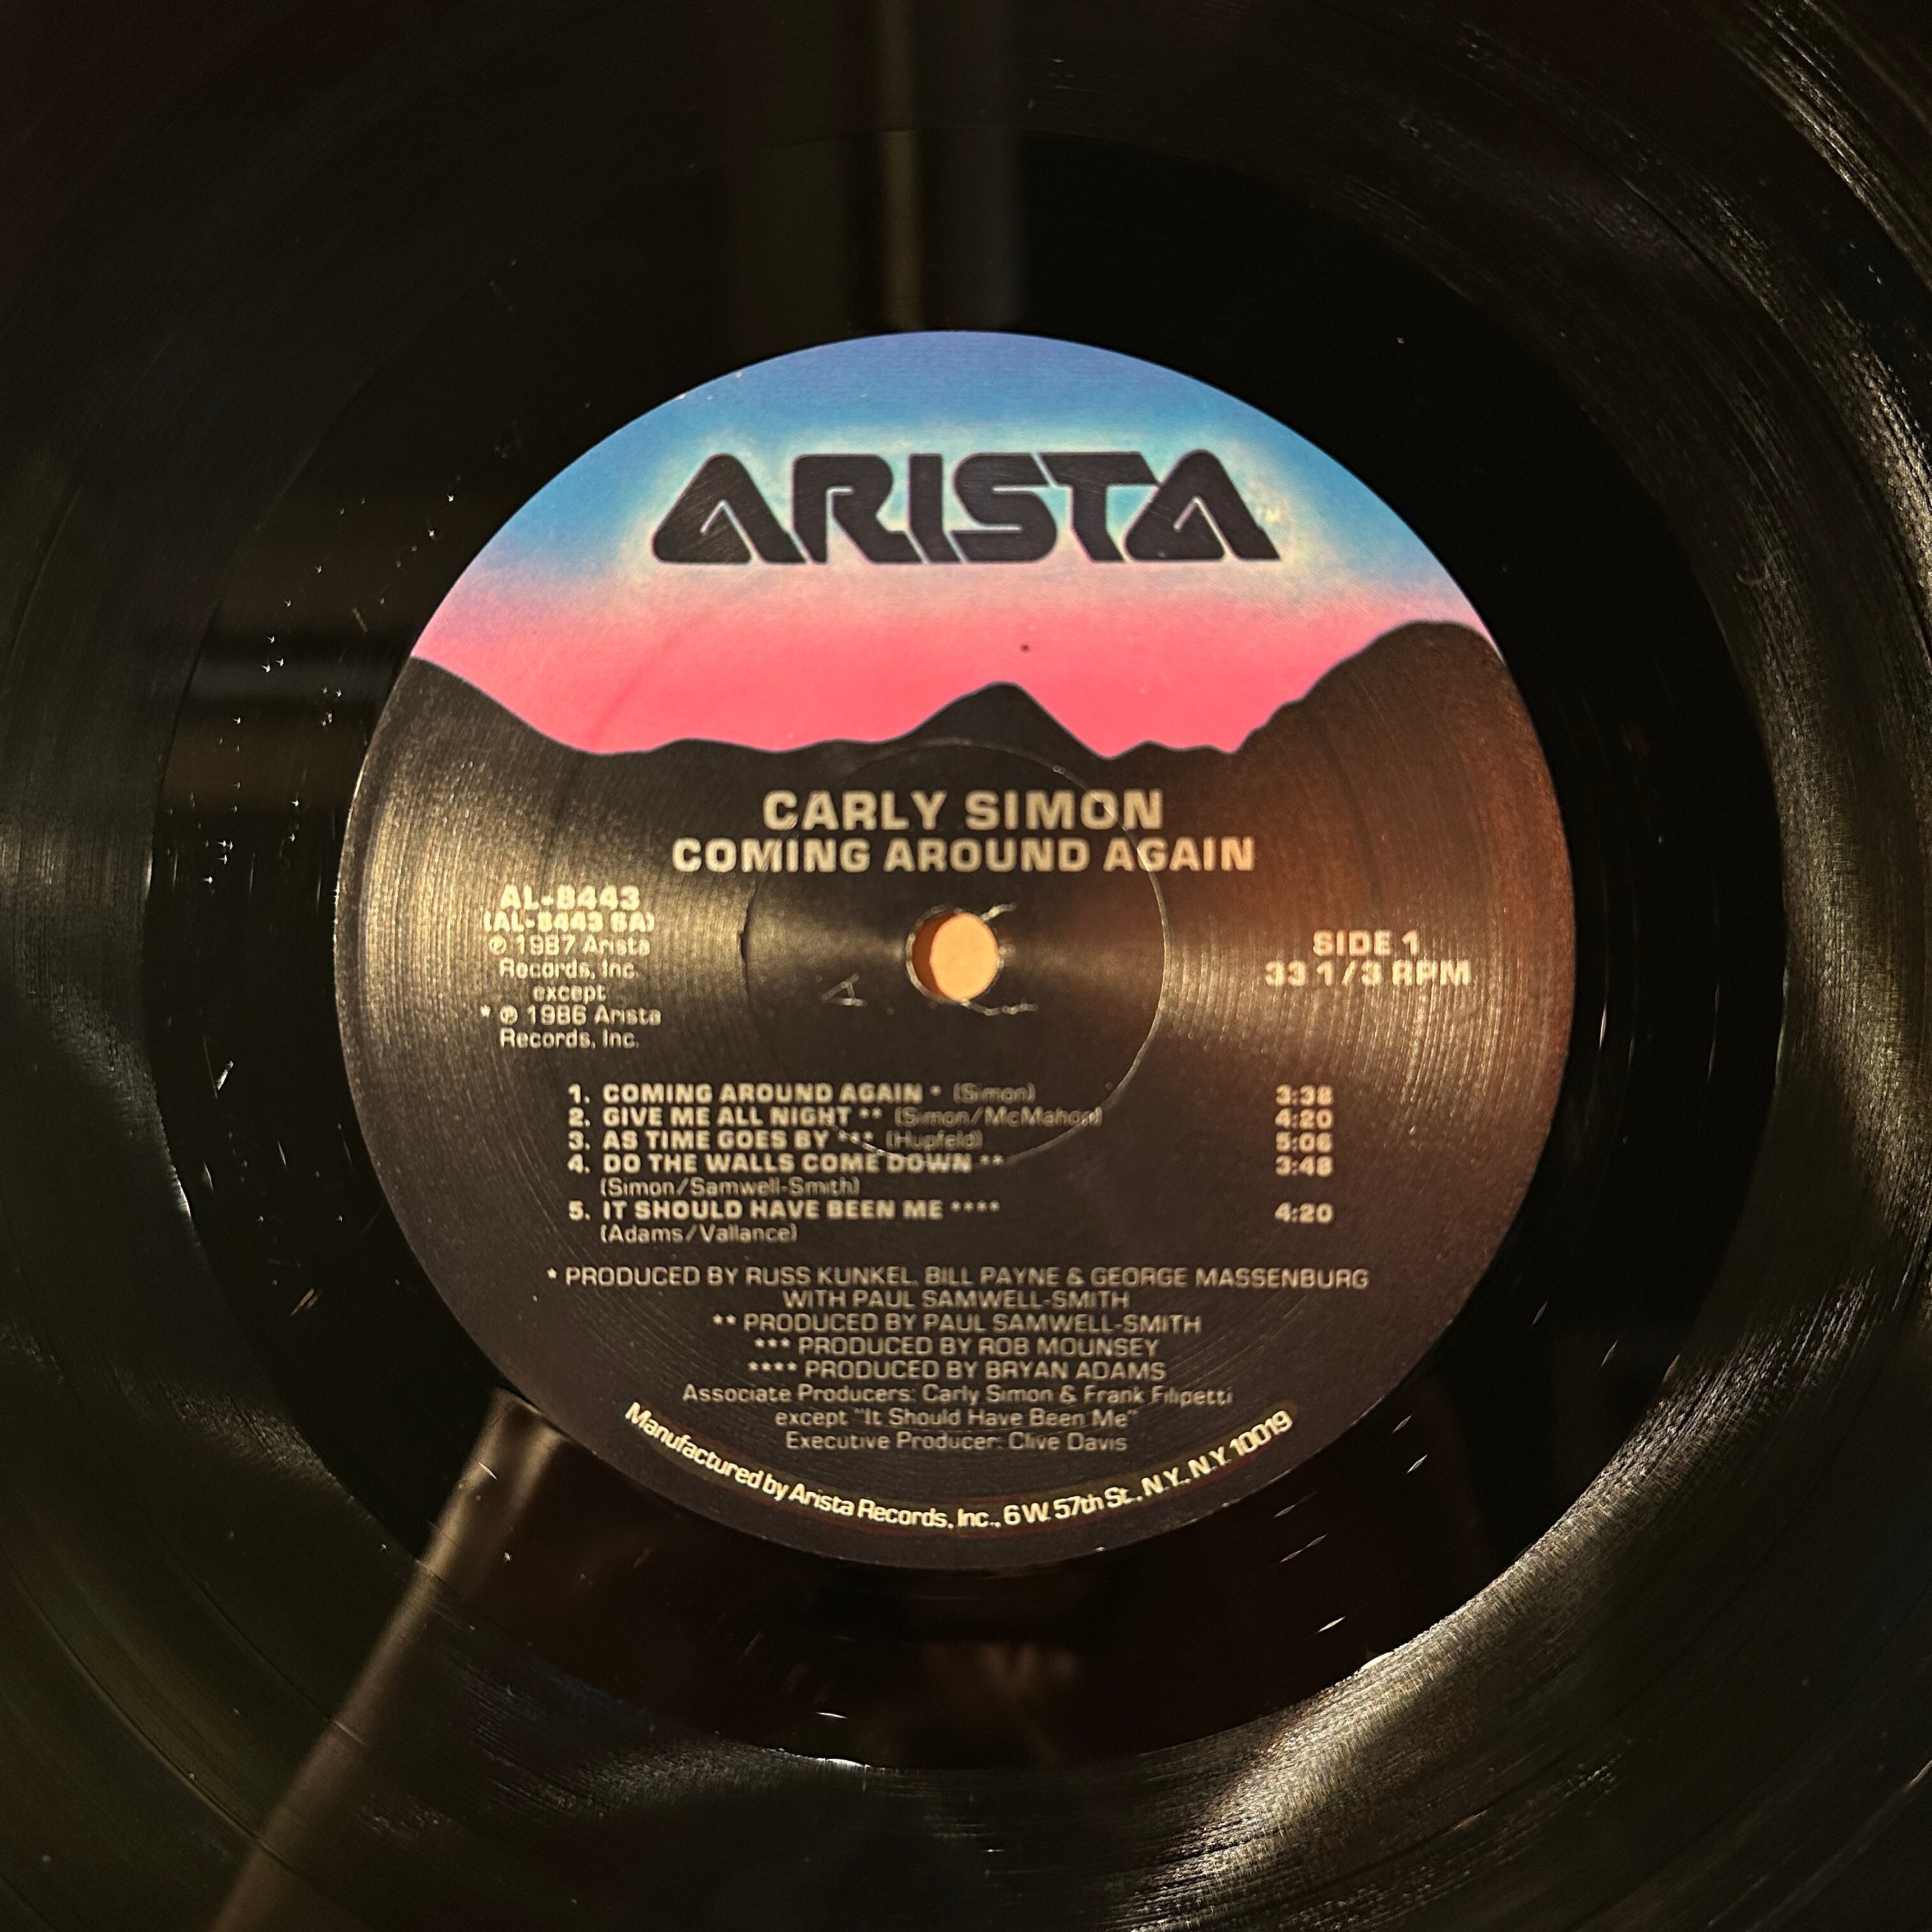 ARISTA
CARLY SIMON
COMING AROUND AGAIN
AL-8443
(AL-8443 SA)
℗ 1987 Arista
Records, Inc.
except
* ℗ 1986 Arista
Records, Inc.
SIDE 1
33 1/3 RPM
1. COMING AROUND AGAIN * (Simon) 3:38
2. GIVE ME ALL NIGHT ** (Simon/McMahon) 4:20
3. AS TIME GOES BY *** (Hupfeld) 5:06
4. DO THE WALLS COME DOWN ** 3:48
(Simon/Samwell-Smith)
5. IT SHOULD HAVE BEEN ME **** 4:20
(Adams/Vallance)
* PRODUCED BY RUSS KUNKEL, BILL PAYNE & GEORGE MASSENBURG
WITH PAUL SAMWELL-SMITH
** PRODUCED BY PAUL SAMWELL-SMITH
*** PRODUCED BY ROB MOUNSEY
**** PRODUCED BY BRYAN ADAMS
Associate Producers: Carly Simon & Frank Filipetti
except "It Should Have Been Me"
Executive Producer: Clive Davis
Manufactured by Arista Records, Inc., 6 W. 57th St., N.Y., N.Y. 10019